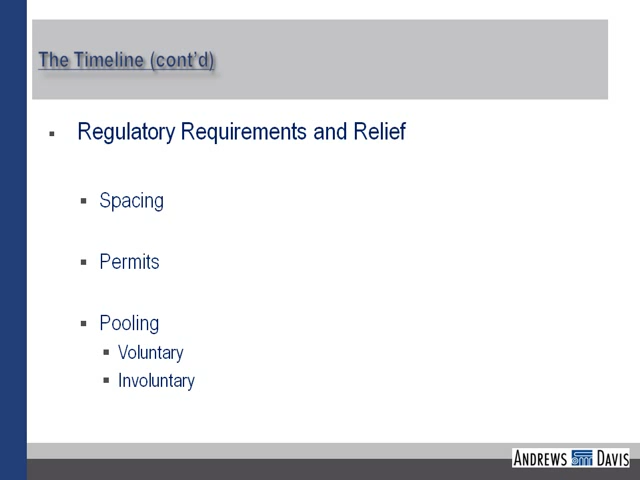 The Timeline (cont'd)
Regulatory Requirements and Relief
Spacing
Permits
Pooling
Voluntary
Involuntary
ANDREWS DAVIS